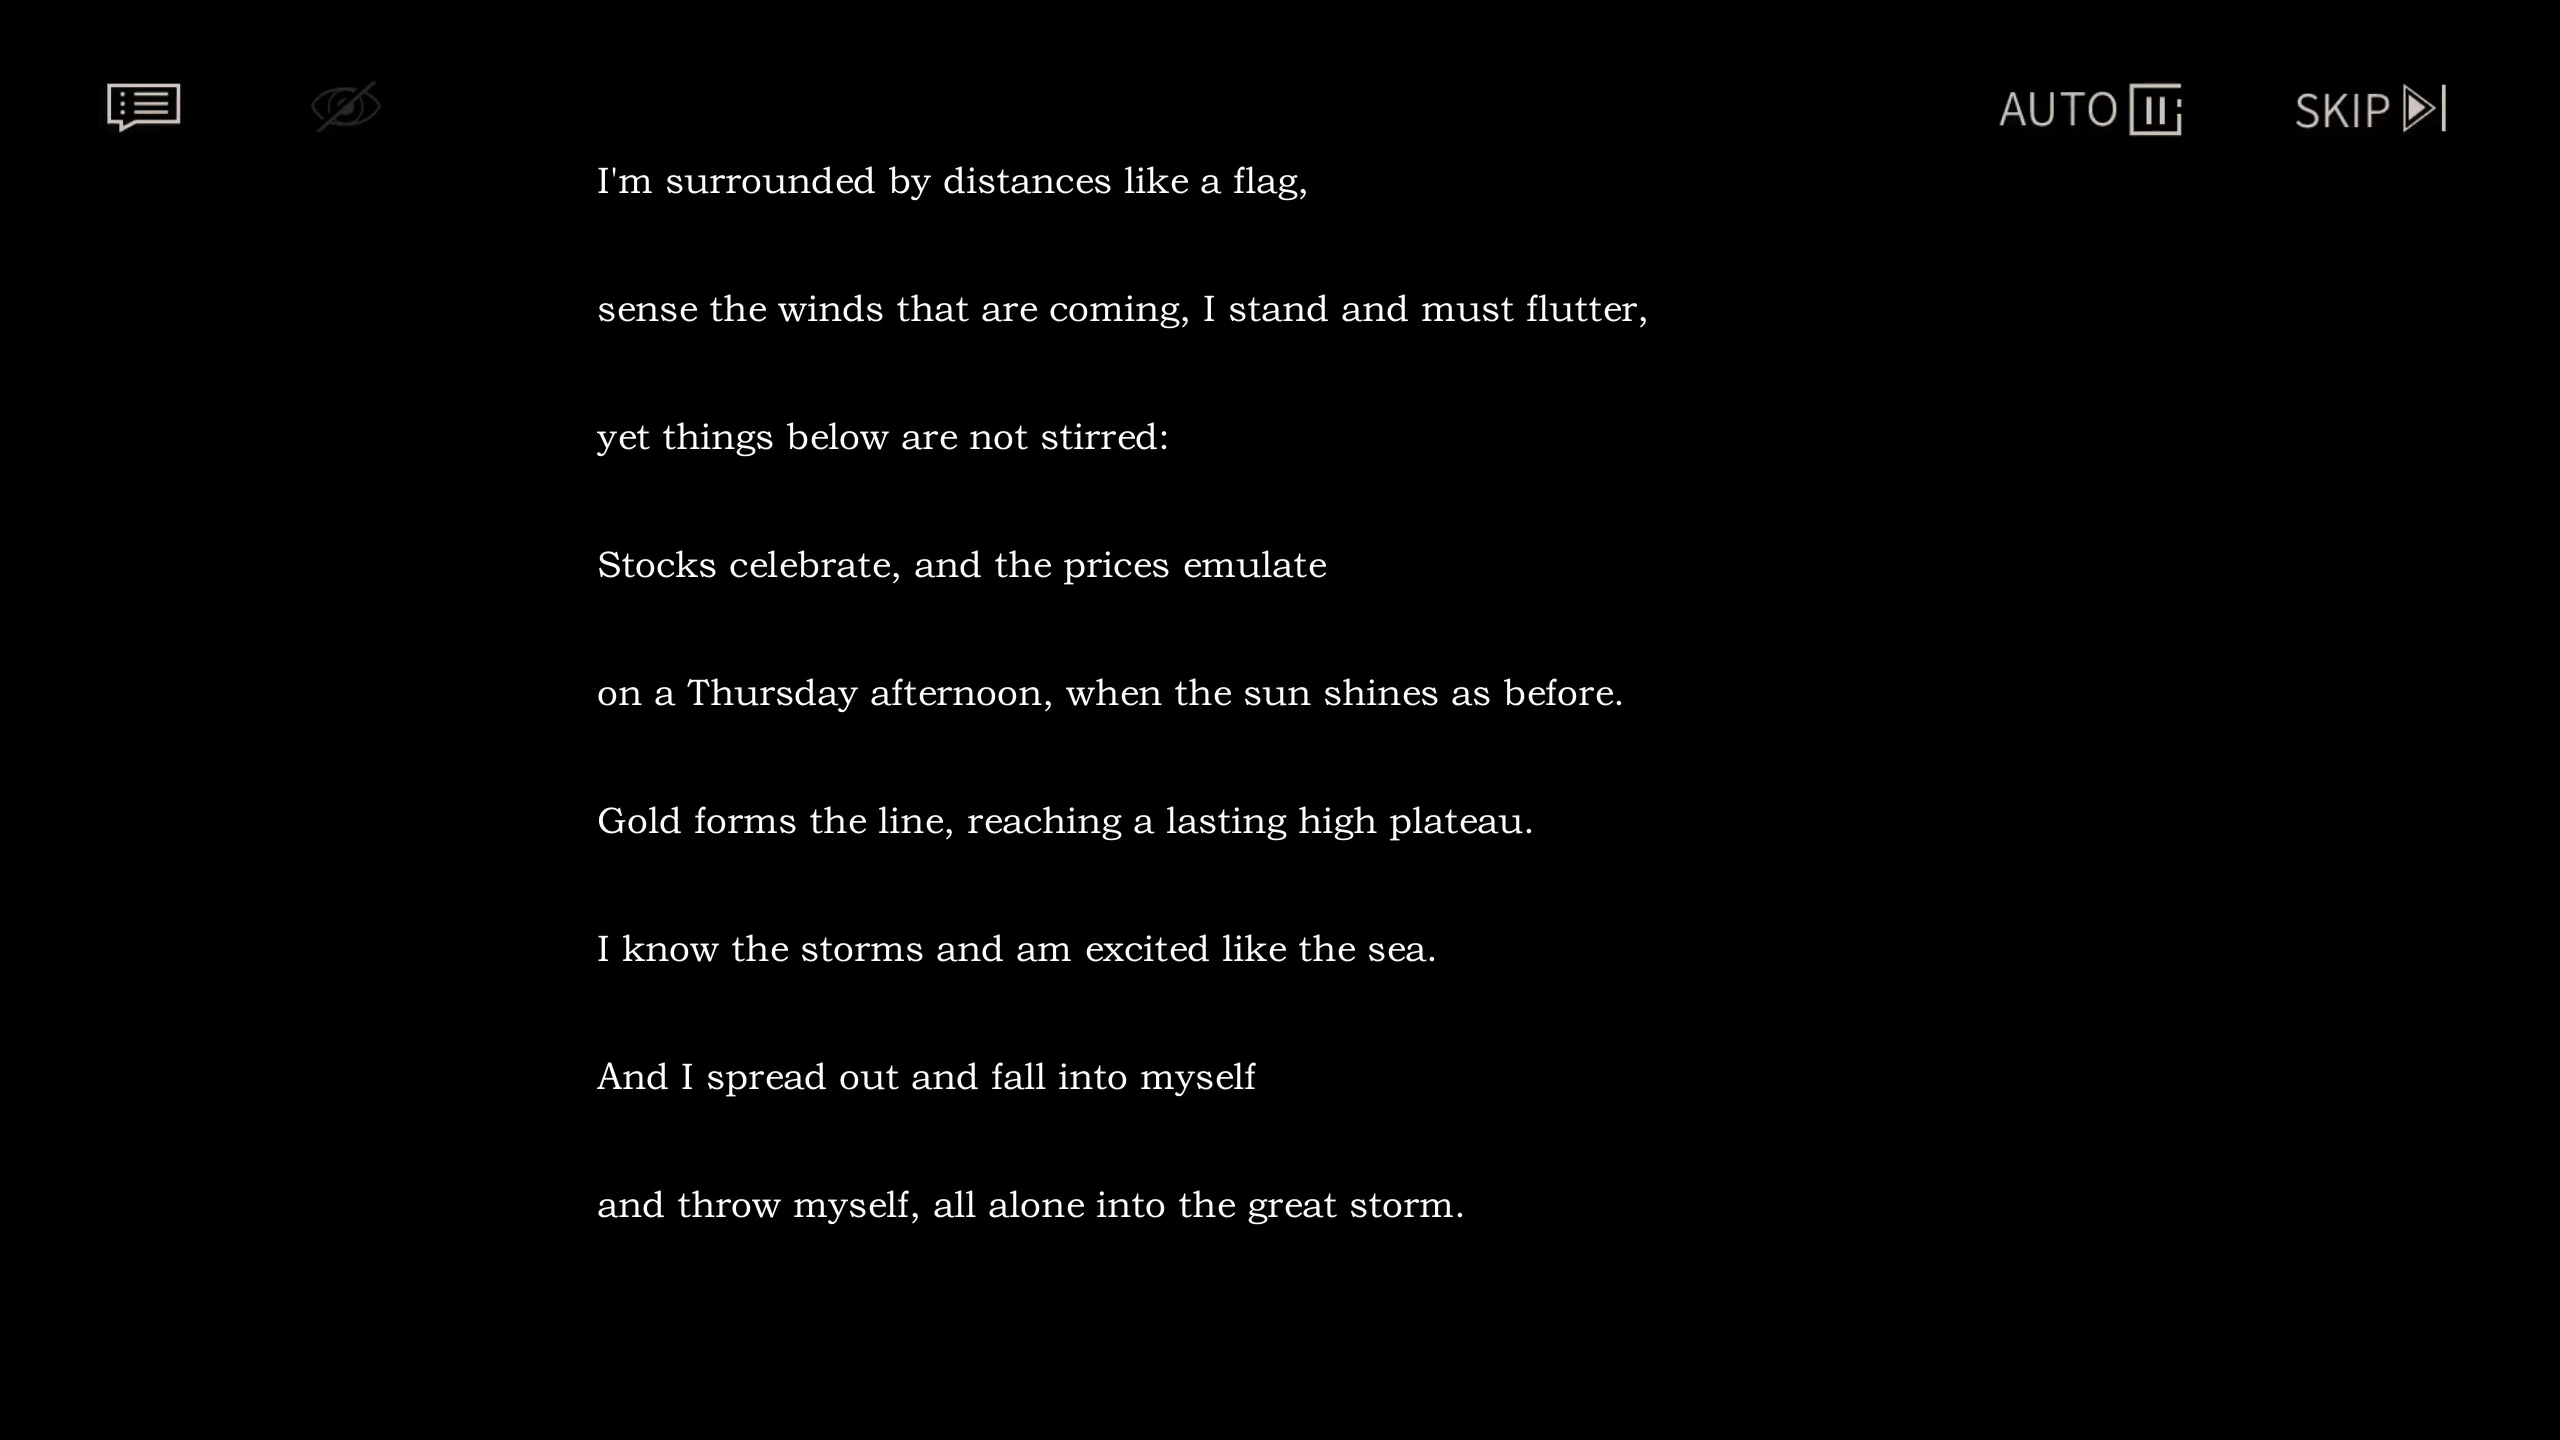 AUTO SKIP
I'm surrounded by distances like a flag,
sense the winds that are coming, I stand and must flutter,
yet things below are not stirred:
Stocks celebrate, and the prices emulate
on a Thursday afternoon, when the sun shines as before.
Gold forms the line, reaching a lasting high plateau.
I know the storms and am excited like the sea.
And I spread out and fall into myself
and throw myself, all alone into the great storm.